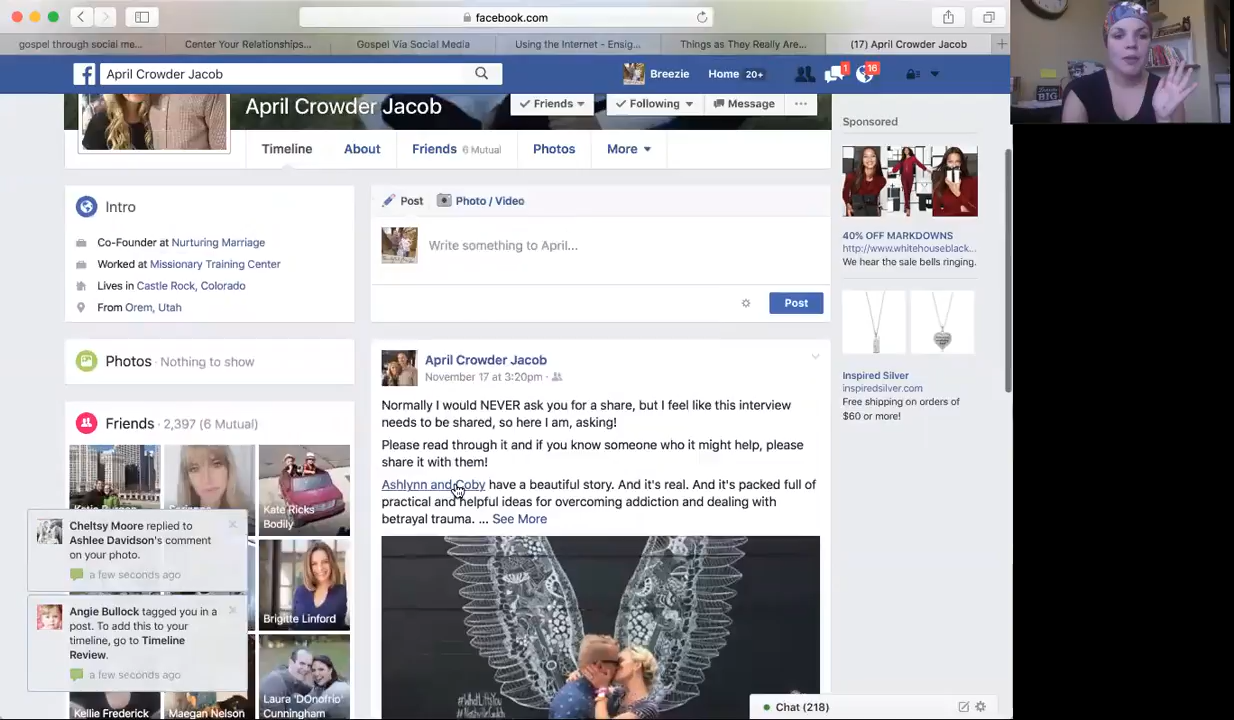 facebook.com
gospel through social me...
Center Your Relationships...
Gospel Via Social Media
Using the Internet - Ensig...
Things as They Really Are...
(17) April Crowder Jacob
April Crowder Jacob
Breezie
Home 20+
1
16
April Crowder Jacob
Friends
Following
Message
Timeline
About
Friends 6 Mutual
Photos
More
Intro
Co-Founder at Nurturing Marriage
Worked at Missionary Training Center
Lives in Castle Rock, Colorado
From Orem, Utah
Photos · Nothing to show
Friends · 2,397 (6 Mutual)
Kate Ricks
Bodily
Brigitte Linford
Kellie Frederick
Maegan Nelson
Laura 'DOnofrio'
Cunningham
Cheltsy Moore replied to
Ashlee Davidson's comment
on your photo.
a few seconds ago
Angie Bullock tagged you in a
post. To add this to your
timeline, go to Timeline
Review.
a few seconds ago
Post
Photo / Video
Write something to April...
Post
April Crowder Jacob
November 17 at 3:20pm ·
Normally I would NEVER ask you for a share, but I feel like this interview
needs to be shared, so here I am, asking!
Please read through it and if you know someone who it might help, please
share it with them!
Ashlynn and Coby have a beautiful story. And it's real. And it's packed full of
practical and helpful ideas for overcoming addiction and dealing with
betrayal trauma. ... See More
Sponsored
40% OFF MARKDOWNS
http://www.whitehouseblack...
We hear the sale bells ringing.
Inspired Silver
inspiredsilver.com
Free shipping on orders of
$60 or more!
Chat (218)
BIG